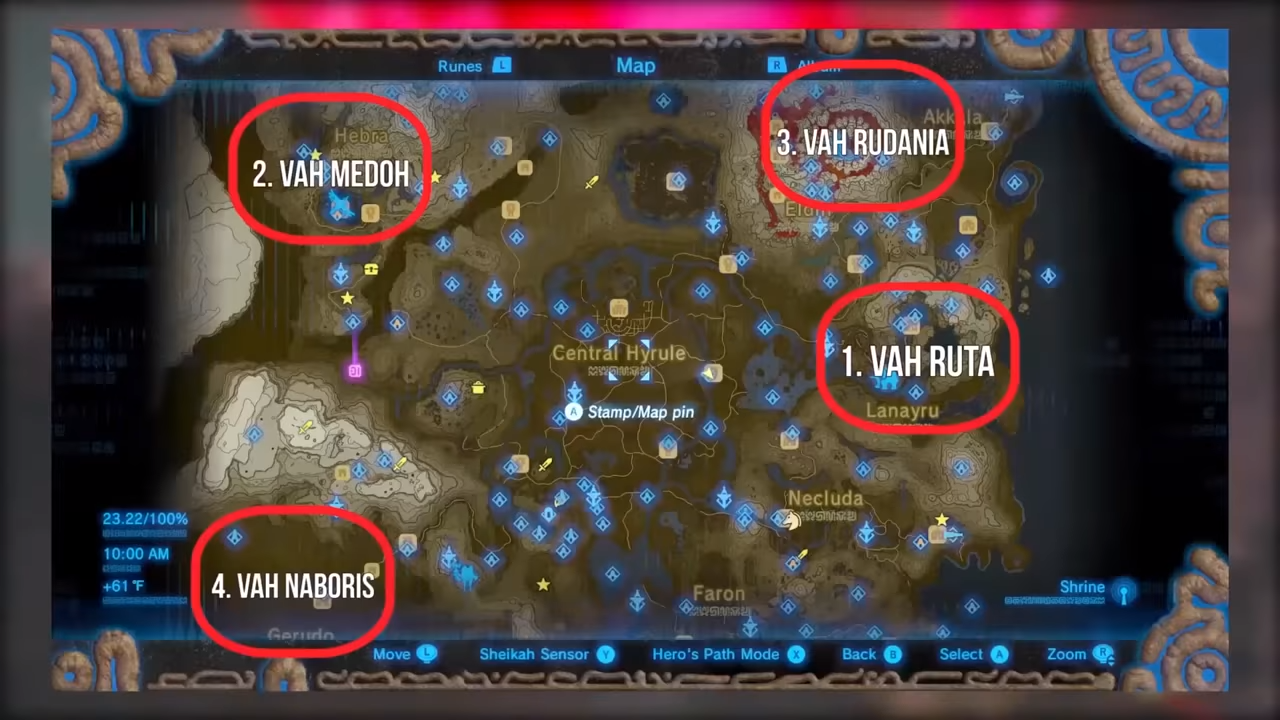 Runes L Map R Album
Hebra
2. VAH MEDOH
3. VAH RUDANIA
Akkala
Eldin
Central Hyrule
A Stamp/Map pin
1. VAH RUTA
Lanayru
Necluda
23.22/100%
10:00 AM
+61°F
4. VAH NABORIS
Gerudo
Faron
Shrine
Move L Sheikah Sensor Y Hero's Path Mode X Back B Select A Zoom R